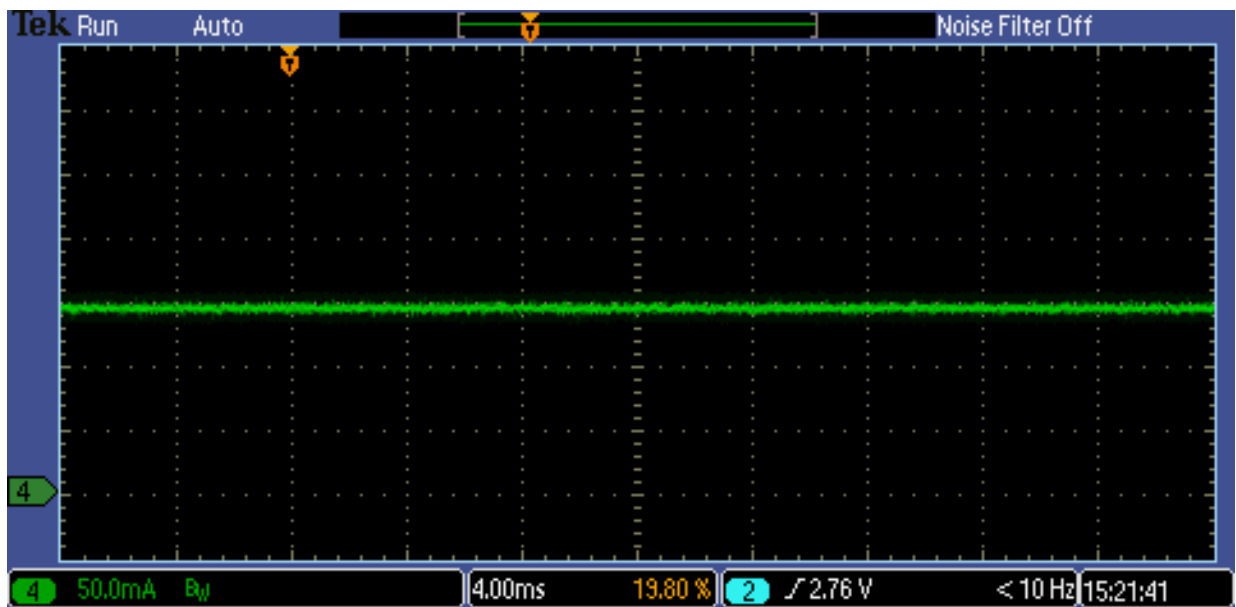 Tek Run Auto Noise Filter Off
T
T
4
4 50.0mA BW 4.00ms 19.80 % 2 2.76 V < 10 Hz 15:21:41